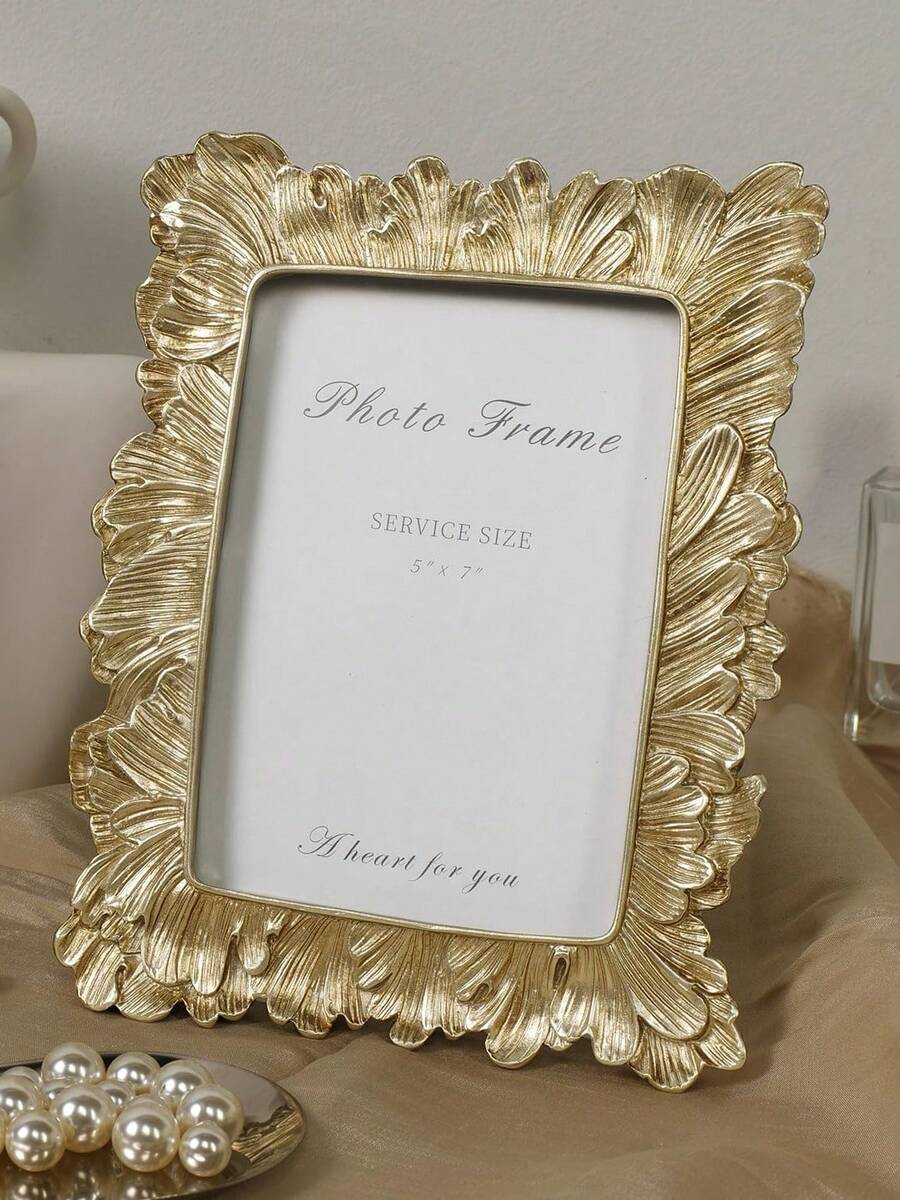 Photo Frame
SERVICE SIZE
5" x 7"
A heart for you